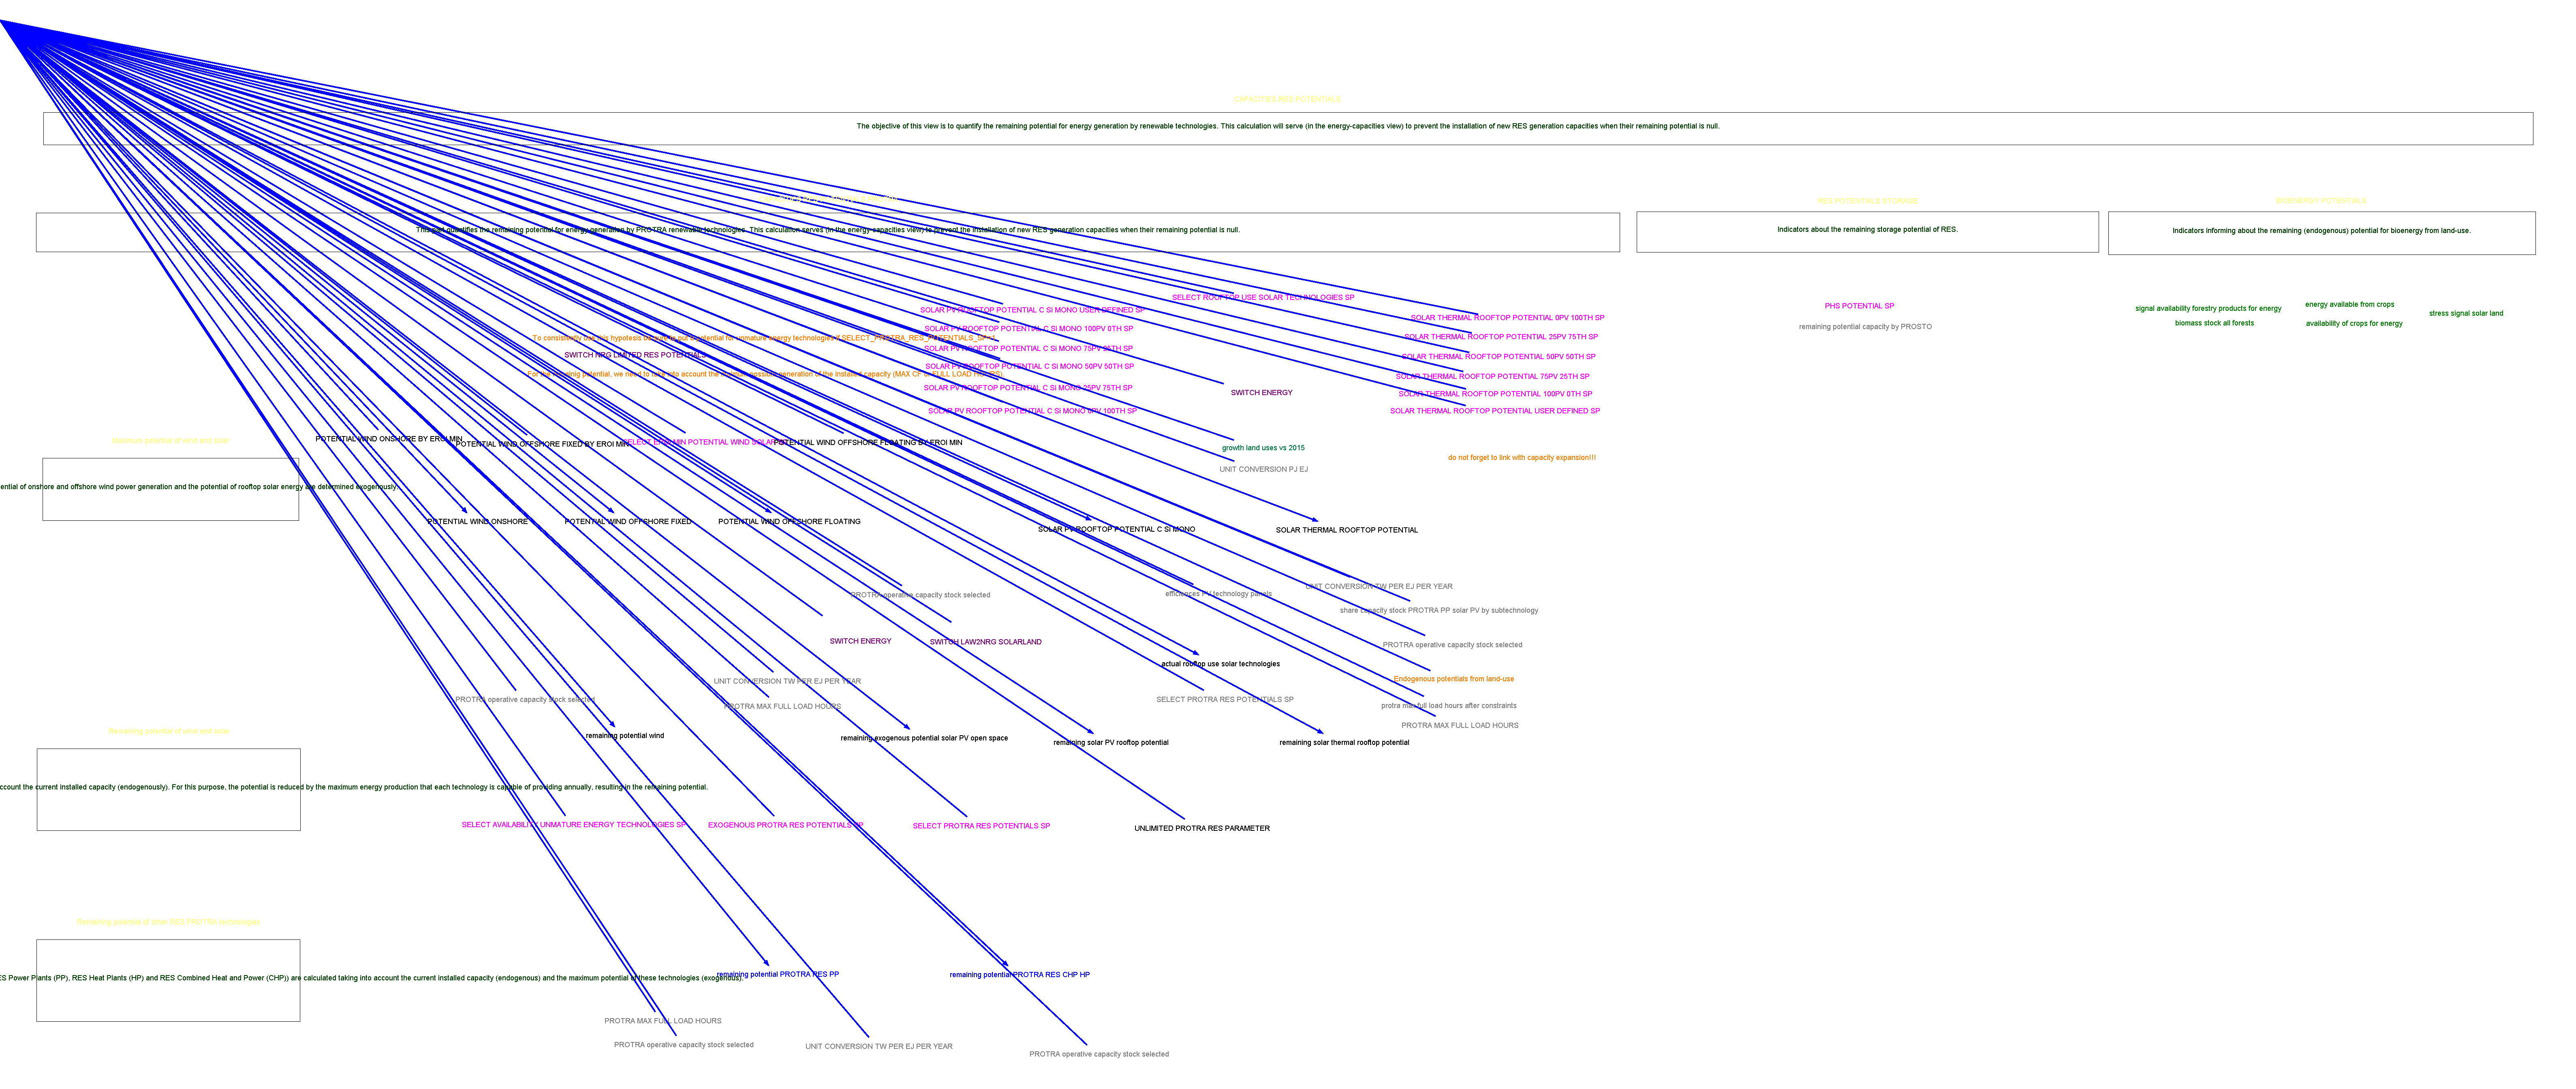 CAPACITIES RES POTENTIALS
The objective of this view is to quantify the remaining potential for energy generation by renewable technologies. This calculation will serve (in the energy-capacities view) to prevent the installation of new RES generation capacities when their remaining potential is null.
RES POTENTIALS STORAGE
BIOENERGY POTENTIALS
This part quantifies the remaining potential for energy generation by PROTRA renewable technologies. This calculation serves (in the energy-capacities view) to prevent the installation of new RES generation capacities when their remaining potential is null.
Indicators about the remaining storage potential of RES.
Indicators informing about the remaining (endogenous) potential for bioenergy from land-use.
SELECT ROOFTOP USE SOLAR TECHNOLOGIES SP
SOLAR PV ROOFTOP POTENTIAL C Si MONO USER DEFINED SP
SOLAR THERMAL ROOFTOP POTENTIAL 0PV 100TH SP
PHS POTENTIAL SP
signal availability forestry products for energy
energy available from crops
stress signal solar land
SOLAR PV ROOFTOP POTENTIAL C Si MONO 100PV 0TH SP
remaining potential capacity by PROSTO
biomass stock all forests
availability of crops for energy
SOLAR THERMAL ROOFTOP POTENTIAL 25PV 75TH SP
SOLAR PV ROOFTOP POTENTIAL C Si MONO 75PV 25TH SP
SWITCH NRG LIMITED RES POTENTIALS
SOLAR THERMAL ROOFTOP POTENTIAL 50PV 50TH SP
SOLAR PV ROOFTOP POTENTIAL C Si MONO 50PV 50TH SP
For the remainig potential, we need to take into account the
generation of the installed capacity (MAX CF
FULL LOAD HOURS).
SOLAR THERMAL ROOFTOP POTENTIAL 75PV 25TH SP
SOLAR PV ROOFTOP POTENTIAL C Si MONO 25PV 75TH SP
SWITCH ENERGY
SOLAR THERMAL ROOFTOP POTENTIAL 100PV 0TH SP
SOLAR PV ROOFTOP POTENTIAL C Si MONO 0PV 100TH SP
SOLAR THERMAL ROOFTOP POTENTIAL USER DEFINED SP
POTENTIAL WIND ONSHORE BY EROI MIN
POTENTIAL WIND OFFSHORE FIXED BY EROI MIN
SELECT EROI MIN POTENTIAL WIND SOLAR
POTENTIAL WIND OFFSHORE FLOATING BY EROI MIN
growth land uses vs 2015
do not forget to link with capacity expansion!!!
UNIT CONVERSION PJ EJ
ential of onshore and offshore wind power generation and the potential of rooftop solar energy are determined exogenously.
POTENTIAL WIND ONSHORE
POTENTIAL WIND OFFSHORE FIXED
POTENTIAL WIND OFFSHORE FLOATING
SOLAR PV ROOFTOP POTENTIAL C Si MONO
SOLAR THERMAL ROOFTOP POTENTIAL
UNIT CONVERSION TW PER EJ PER YEAR
PROTRA operative capacity stock selected
efficiences PV technology panels
share capacity stock PROTRA PP solar PV by subtechnology
SWITCH ENERGY
SWITCH LAW2NRG SOLARLAND
PROTRA operative capacity stock selected
actual rooftop use solar technologies
UNIT CONVERSION TW PER EJ PER YEAR
Endogenous potentials from land-use
PROTRA operative capacity stock selected
PROTRA MAX FULL LOAD HOURS
SELECT PROTRA RES POTENTIALS SP
protra max full load hours after constraints
PROTRA MAX FULL LOAD HOURS
Remaining potential of wind and solar
remaining potential wind
remaining exogenous potential solar PV open space
remaining solar PV rooftop potential
remaining solar thermal rooftop potential
ccount the current installed capacity (endogenously). For this purpose, the potential is reduced by the maximum energy production that each technology is capable of providing annually, resulting in the remaining potential.
SELECT AVAILABILITY UNMATURE ENERGY TECHNOLOGIES SP
EXOGENOUS PROTRA RES POTENTIALS SP
SELECT PROTRA RES POTENTIALS SP
UNLIMITED PROTRA RES PARAMETER
Remaining potential of other RES PROTRA technologies
ES Power Plants (PP), RES Heat Plants (HP) and RES Combined Heat and Power (CHP)) are calculated taking into account the current installed capacity (endogenous) and the maximum potential of these technologies (exogenous).
remaining potential PROTRA RES PP
remaining potential PROTRA RES CHP HP
PROTRA MAX FULL LOAD HOURS
PROTRA operative capacity stock selected
UNIT CONVERSION TW PER EJ PER YEAR
PROTRA operative capacity stock selected